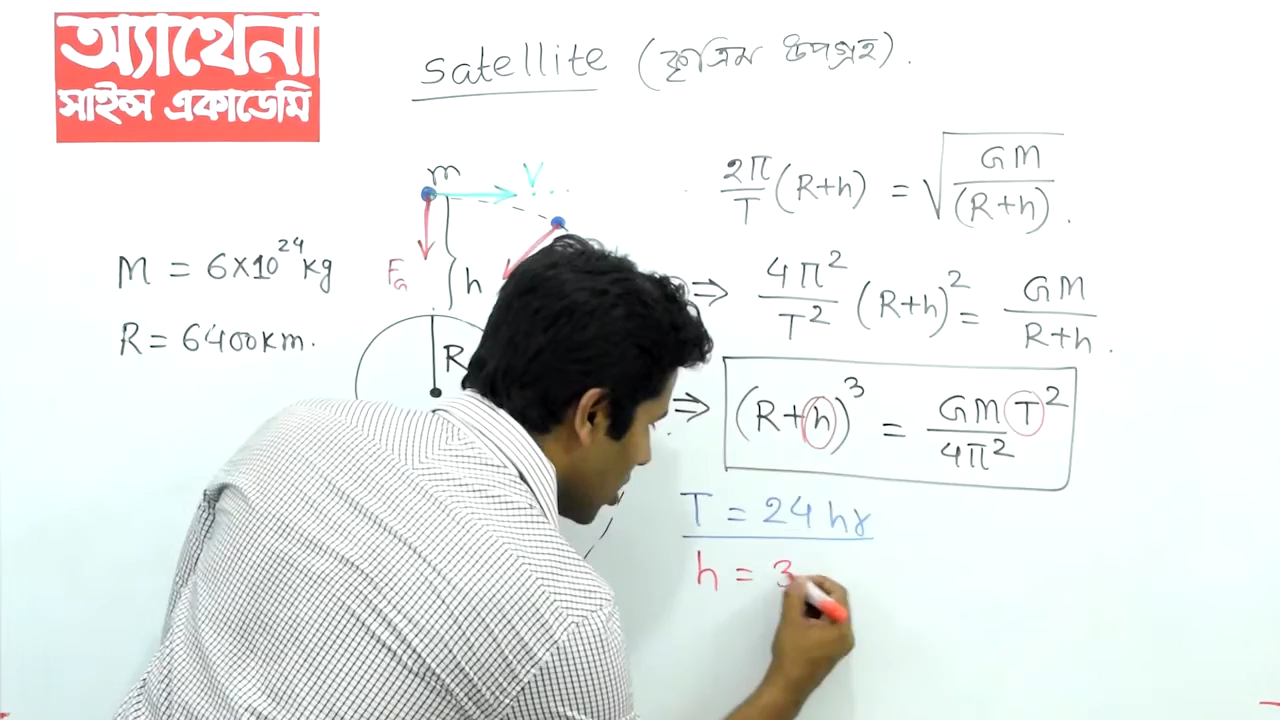 অ্যাথেনা
সাইন্স একাডেমি
Satellite (কৃত্রিম উপগ্রহ).
m
V
F_G
h
R
M = 6×10^24 kg
R = 6400km.
2π/T (R+h) = √(GM/(R+h)).
⇒ 4π²/T² (R+h)² = GM/R+h.
⇒ (R+h)³ = GMT²/4π²
T = 24 hr
h = 3